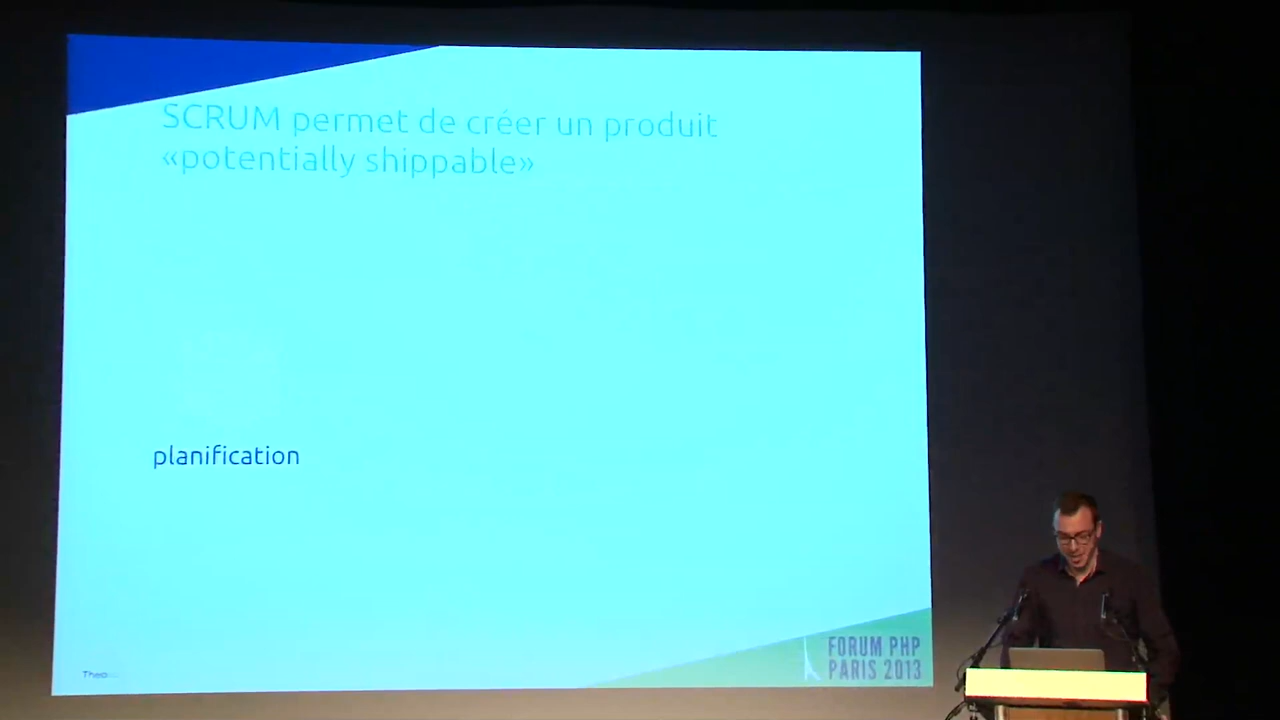 SCRUM permet de créer un produit
«potentially shippable»
planification
FORUM PHP
PARIS 2013